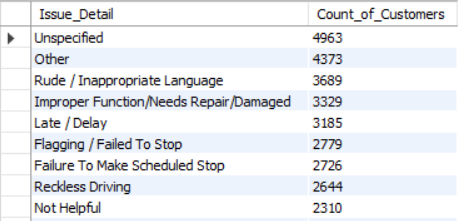 Issue_Detail Count_of_Customers
Unspecified 4963
Other 4373
Rude / Inappropriate Language 3689
Improper Function/Needs Repair/Damaged 3329
Late / Delay 3185
Flagging / Failed To Stop 2779
Failure To Make Scheduled Stop 2726
Reckless Driving 2644
Not Helpful 2310